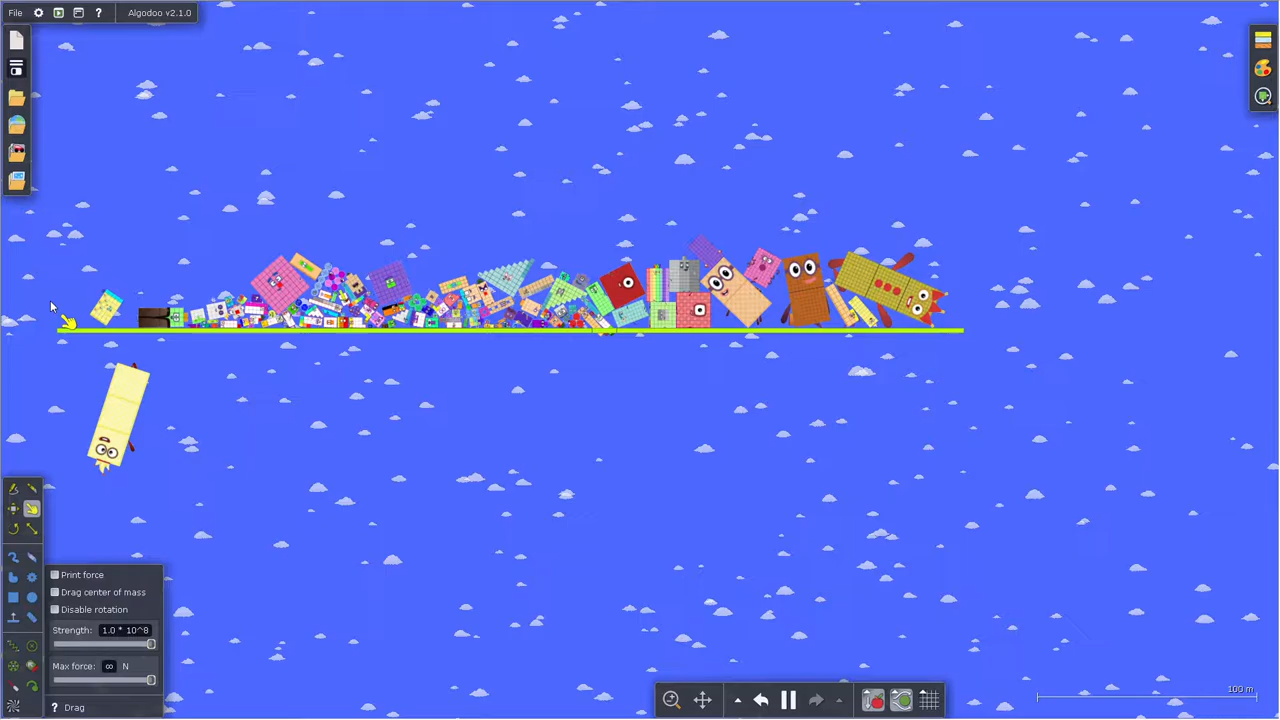 File
?
Algodoo v2.1.0
Print force
Drag center of mass
Disable rotation
Strength: 1.0 * 10^8
Max force: ∞ N
? Drag
100 m